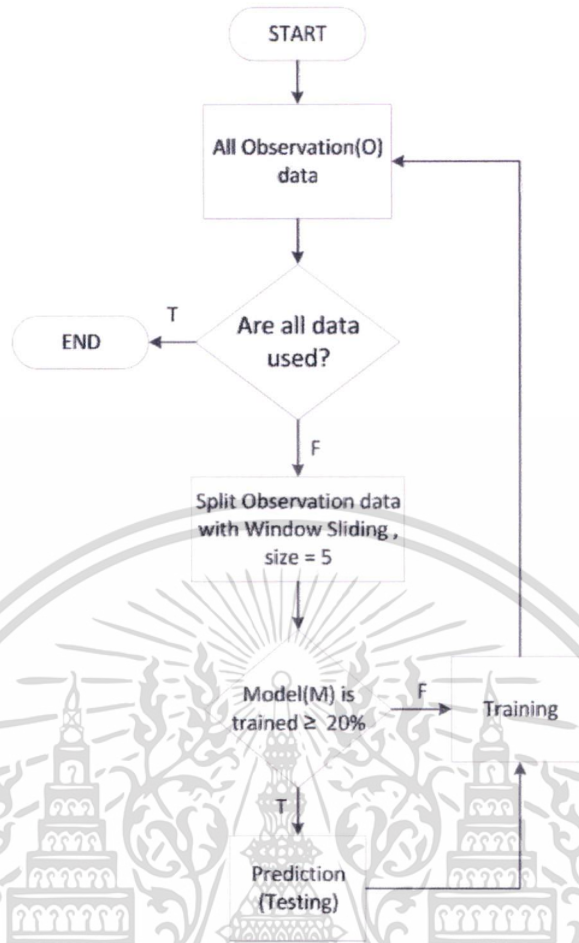 START
All Observation(O)
data
T
Are all data
used?
END
F
Split Observation data
with Window Sliding ,
size = 5
Model(M) is
trained ≥ 20%
F
Training
T
Prediction
(Testing)